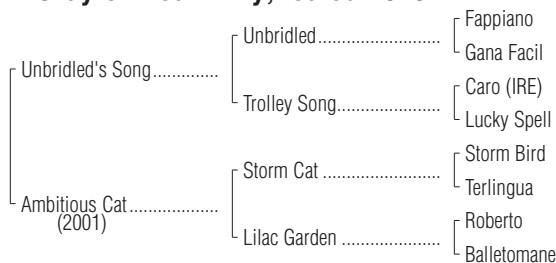 Unbridled's Song..............
Unbridled......................
Fappiano
Gana Facil
Trolley Song.....................
Caro (IRE)
Lucky Spell
Ambitious Cat..................
(2001)
Storm Cat .......................
Storm Bird
Terlingua
Lilac Garden ...................
Roberto
Balletomane